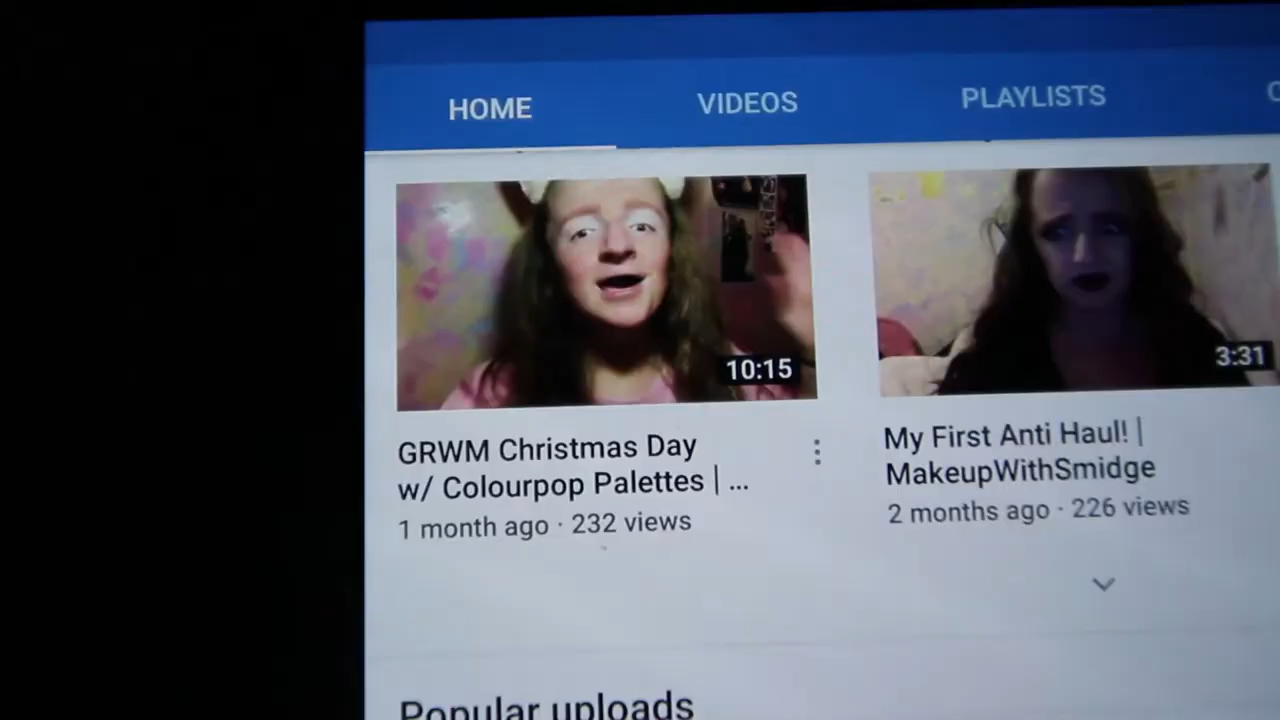 HOME VIDEOS PLAYLISTS
10:15
3:31
GRWM Christmas Day
w/ Colourpop Palettes | ...
1 month ago · 232 views
My First Anti Haul! |
MakeupWithSmidge
2 months ago · 226 views
Popular uploads